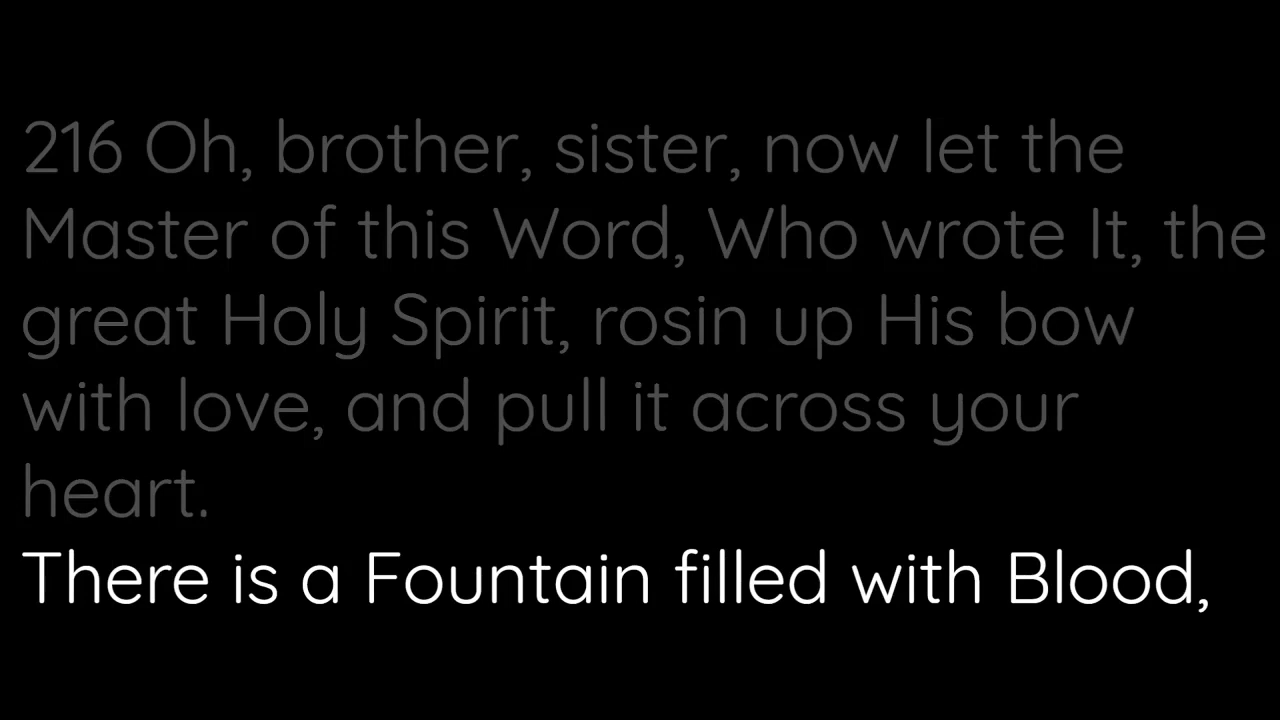 216 Oh, brother, sister, now let the
Master of this Word, Who wrote It, the
great Holy Spirit, rosin up His bow
with love, and pull it across your
heart.
There is a Fountain filled with Blood,